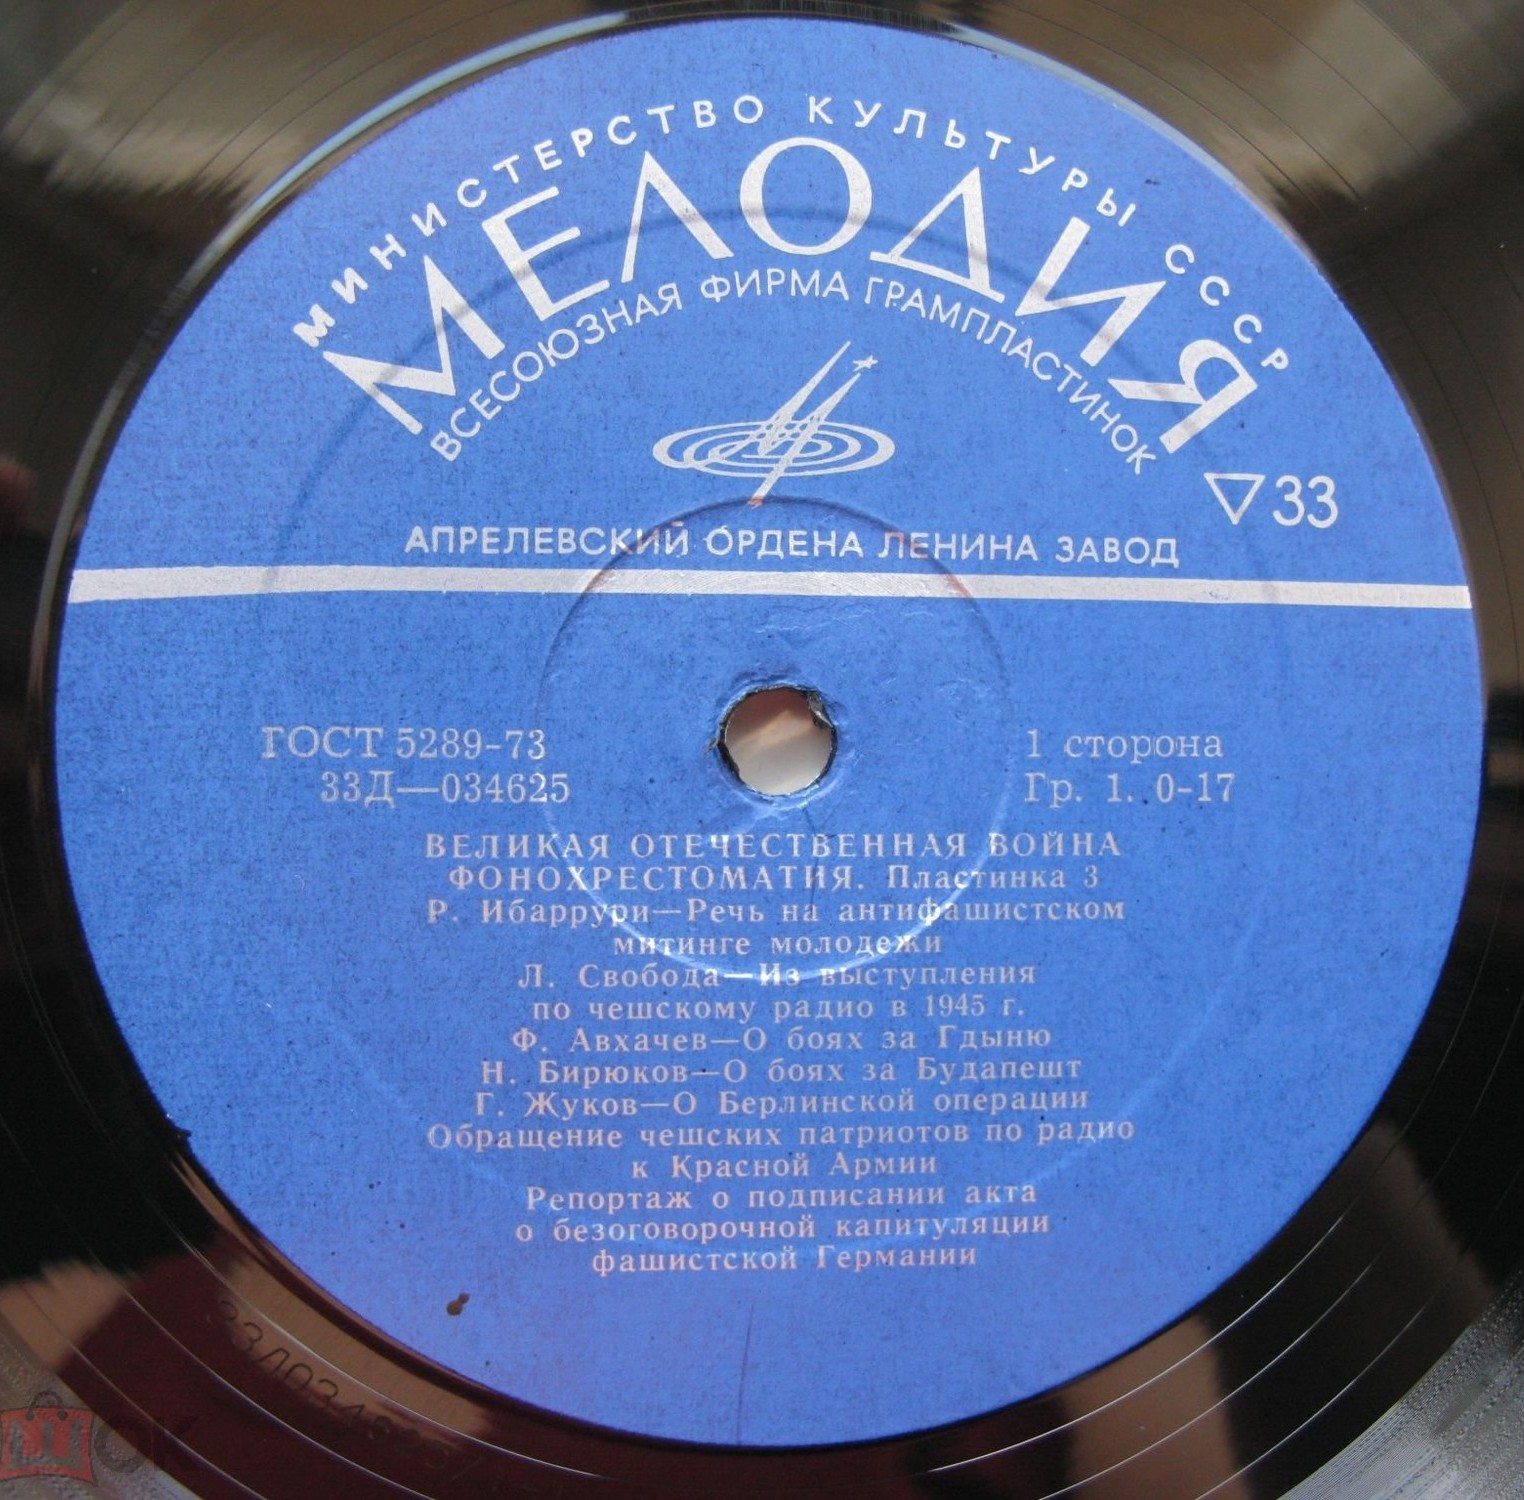 МИНИСТЕРСТВО КУЛЬТУРЫ СССР
МЕЛОДИЯ
ВСЕСОЮЗНАЯ ФИРМА ГРАМПЛАСТИНОК
33
АПРЕЛЕВСКИЙ ОРДЕНА ЛЕНИНА ЗАВОД
ГОСТ 5289-73
33Д—034625
1 сторона
Гр. 1. 0-17
ВЕЛИКАЯ ОТЕЧЕСТВЕННАЯ ВОЙНА
ФОНОХРЕСТОМАТИЯ. Пластинка 3
Р. Ибаррури—Речь на антифашистском
митинге молодежи
Л. Свобода—Из выступления
по чешскому радио в 1945 г.
Ф. Авхачев—О боях за Гдыню
Н. Бирюков—О боях за Будапешт
Г. Жуков—О Берлинской операции
Обращение чешских патриотов по радио
к Красной Армии
Репортаж о подписании акта
о безоговорочной капитуляции
фашистской Германии